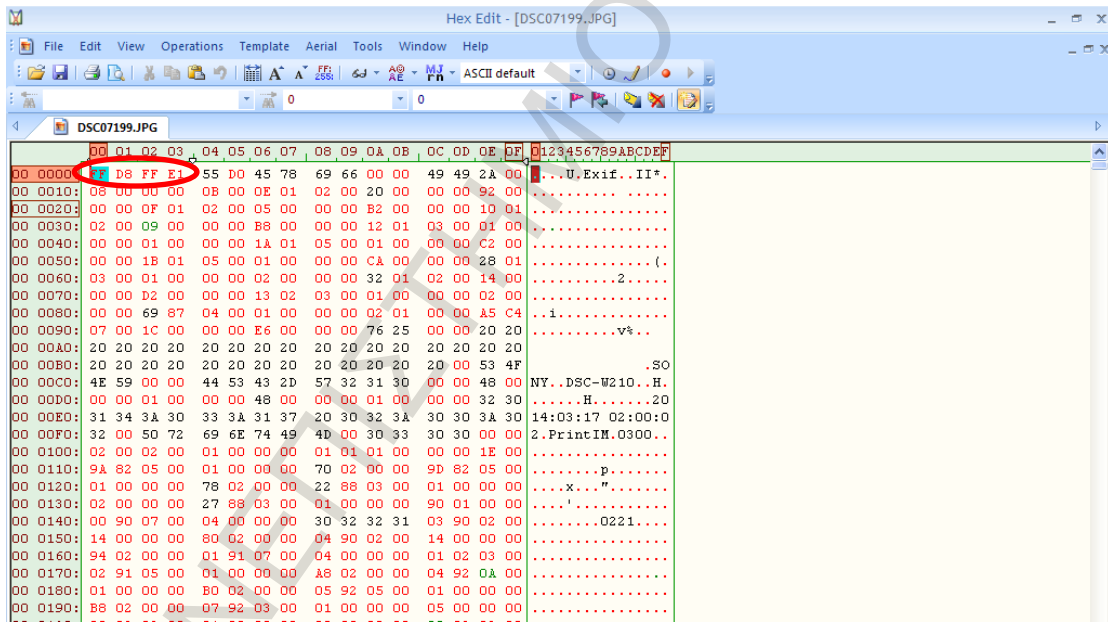 Hex Edit - [DSC07199.JPG]
File Edit View Operations Template Aerial Tools Window Help
ASCII default
0 0
DSC07199.JPG
00 01 02 03 04 05 06 07 08 09 0A 0B 0C 0D 0E 0F 0123456789ABCDEF
00 0000: FF D8 FF E1 55 D0 45 78 69 66 00 00 49 49 2A 00 ....U.Exif..II*.
00 0010: 08 00 00 00 0B 00 0E 01 02 00 20 00 00 00 92 00 .......... .....
00 0020: 00 00 0F 01 02 00 05 00 00 00 B2 00 00 00 10 01 ................
00 0030: 02 00 09 00 00 00 B8 00 00 00 12 01 03 00 01 00 ................
00 0040: 00 00 01 00 00 00 1A 01 05 00 01 00 00 00 C2 00 ................
00 0050: 00 00 1B 01 05 00 01 00 00 00 CA 00 00 00 28 01 ..............(.
00 0060: 03 00 01 00 00 00 02 00 00 00 32 01 02 00 14 00 ..........2.....
00 0070: 00 00 D2 00 00 00 13 02 03 00 01 00 00 00 02 00 ................
00 0080: 00 00 69 87 04 00 01 00 00 00 02 01 00 00 A5 C4 ..i.............
00 0090: 07 00 1C 00 00 00 E6 00 00 00 76 25 00 00 20 20 ..........v%..
00 00A0: 20 20 20 20 20 20 20 20 20 20 20 20 20 20 20 20
00 00B0: 20 20 20 20 20 20 20 20 20 20 20 20 20 00 53 4F .SO
00 00C0: 4E 59 00 00 44 53 43 2D 57 32 31 30 00 00 48 00 NY..DSC-W210..H.
00 00D0: 00 00 01 00 00 00 48 00 00 00 01 00 00 00 32 30 ......H.......20
00 00E0: 31 34 3A 30 33 3A 31 37 20 30 32 3A 30 30 3A 30 14:03:17 02:00:0
00 00F0: 32 00 50 72 69 6E 74 49 4D 00 30 33 30 30 00 00 2.PrintIM.0300..
00 0100: 02 00 02 00 01 00 00 00 01 01 01 00 00 00 1E 00 ................
00 0110: 9A 82 05 00 01 00 00 00 70 02 00 00 9D 82 05 00 ........p.......
00 0120: 01 00 00 00 78 02 00 00 22 88 03 00 01 00 00 00 ....x...".......
00 0130: 02 00 00 00 27 88 03 00 01 00 00 00 90 01 00 00 ....'...........
00 0140: 00 90 07 00 04 00 00 00 30 32 32 31 03 90 02 00 ........0221....
00 0150: 14 00 00 00 80 02 00 00 04 90 02 00 14 00 00 00 ................
00 0160: 94 02 00 00 01 91 07 00 04 00 00 00 01 02 03 00 ................
00 0170: 02 91 05 00 01 00 00 00 A8 02 00 00 04 92 0A 00 ................
00 0180: 01 00 00 00 B0 02 00 00 05 92 05 00 01 00 00 00 ................
00 0190: B8 02 00 00 07 92 03 00 01 00 00 00 05 00 00 00 ................